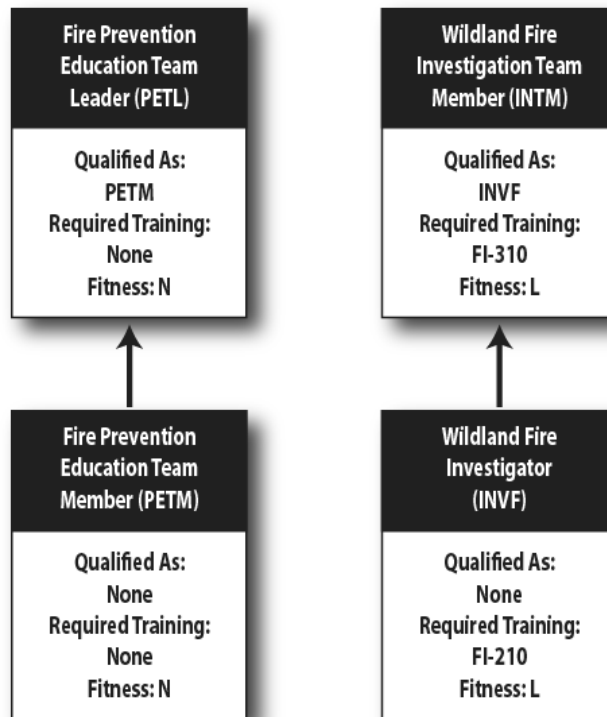 Fire Prevention
Education Team
Leader (PETL)
Qualified As:
PETM
Required Training:
None
Fitness: N
Wildland Fire
Investigation Team
Member (INTM)
Qualified As:
INVF
Required Training:
FI-310
Fitness: L
Fire Prevention
Education Team
Member (PETM)
Qualified As:
None
Required Training:
None
Fitness: N
Wildland Fire
Investigator
(INVF)
Qualified As:
None
Required Training:
FI-210
Fitness: L